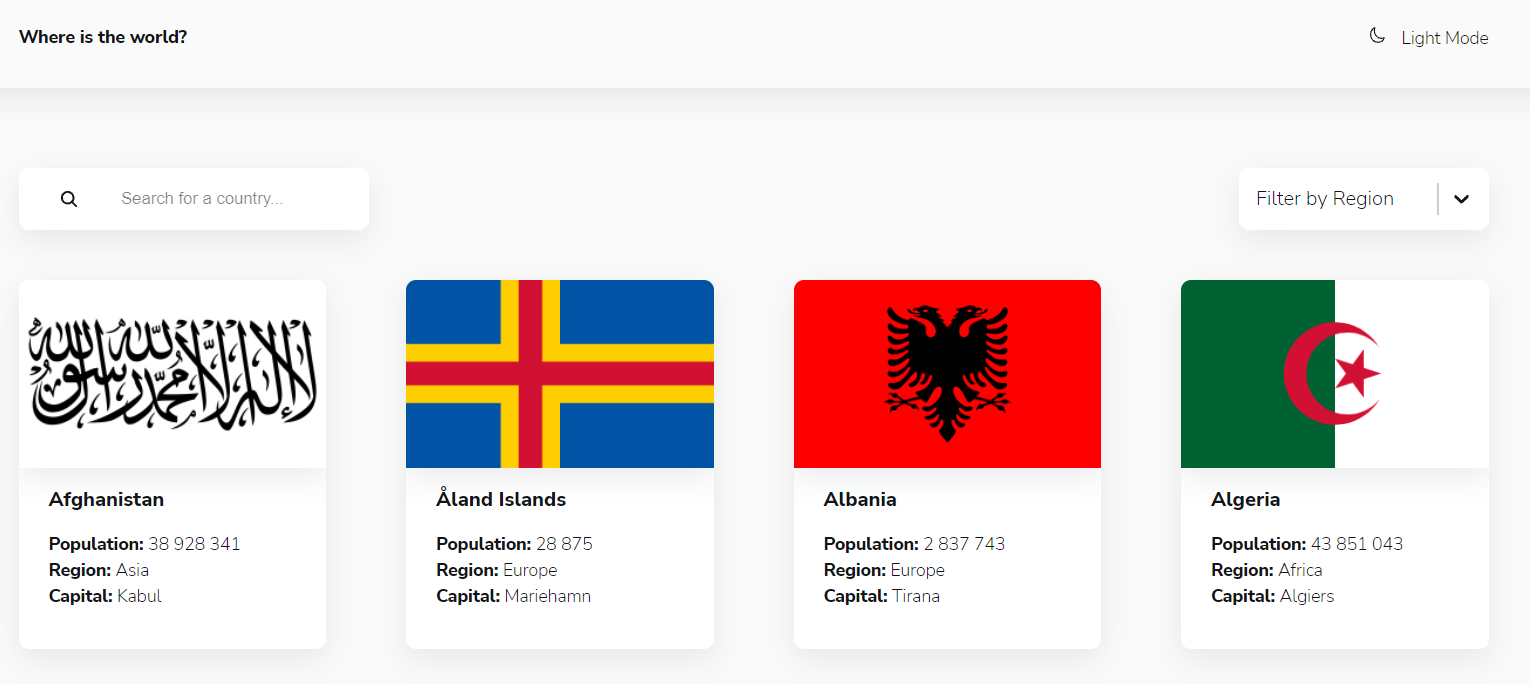 Where is the world?
Light Mode
Search for a country...
Filter by Region
لا إله إلا الله محمد رسول الله
Afghanistan
Population: 38 928 341
Region: Asia
Capital: Kabul
Åland Islands
Population: 28 875
Region: Europe
Capital: Mariehamn
Albania
Population: 2 837 743
Region: Europe
Capital: Tirana
Algeria
Population: 43 851 043
Region: Africa
Capital: Algiers